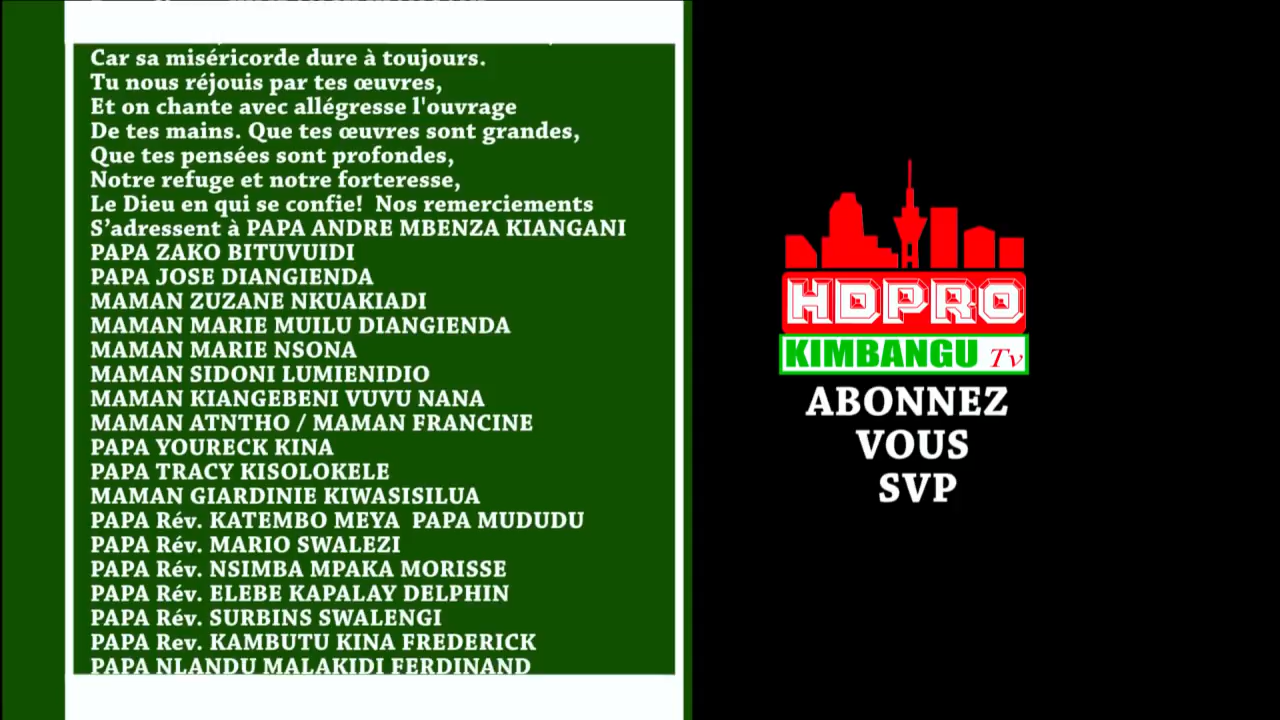 Car sa miséricorde dure à toujours.
Tu nous réjouis par tes œuvres,
Et on chante avec allégresse l'ouvrage
De tes mains. Que tes œuvres sont grandes,
Que tes pensées sont profondes,
Notre refuge et notre forteresse,
Le Dieu en qui se confie!  Nos remerciements
S’adressent à PAPA ANDRE MBENZA KIANGANI
PAPA ZAKO BITUVUIDI
PAPA JOSE DIANGIENDA
MAMAN ZUZANE NKUAKIADI
MAMAN MARIE MUILU DIANGIENDA
MAMAN MARIE NSONA
MAMAN SIDONI LUMIENIDIO
MAMAN KIANGEBENI VUVU NANA
MAMAN ATNTHO / MAMAN FRANCINE
PAPA YOURECK KINA
PAPA TRACY KISOLOKELE
MAMAN GIARDINIE KIWASISILUA
PAPA Rév. KATEMBO MEYA  PAPA MUDUDU
PAPA Rév. MARIO SWALEZI
PAPA Rév. NSIMBA MPAKA MORISSE
PAPA Rév. ELEBE KAPALAY DELPHIN
PAPA Rév. SURBINS SWALENGI
PAPA Rev. KAMBUTU KINA FREDERICK
PAPA NLANDU MALAKIDI FERDINAND
HDPRO
KIMBANGU Tv
ABONNEZ
VOUS
SVP